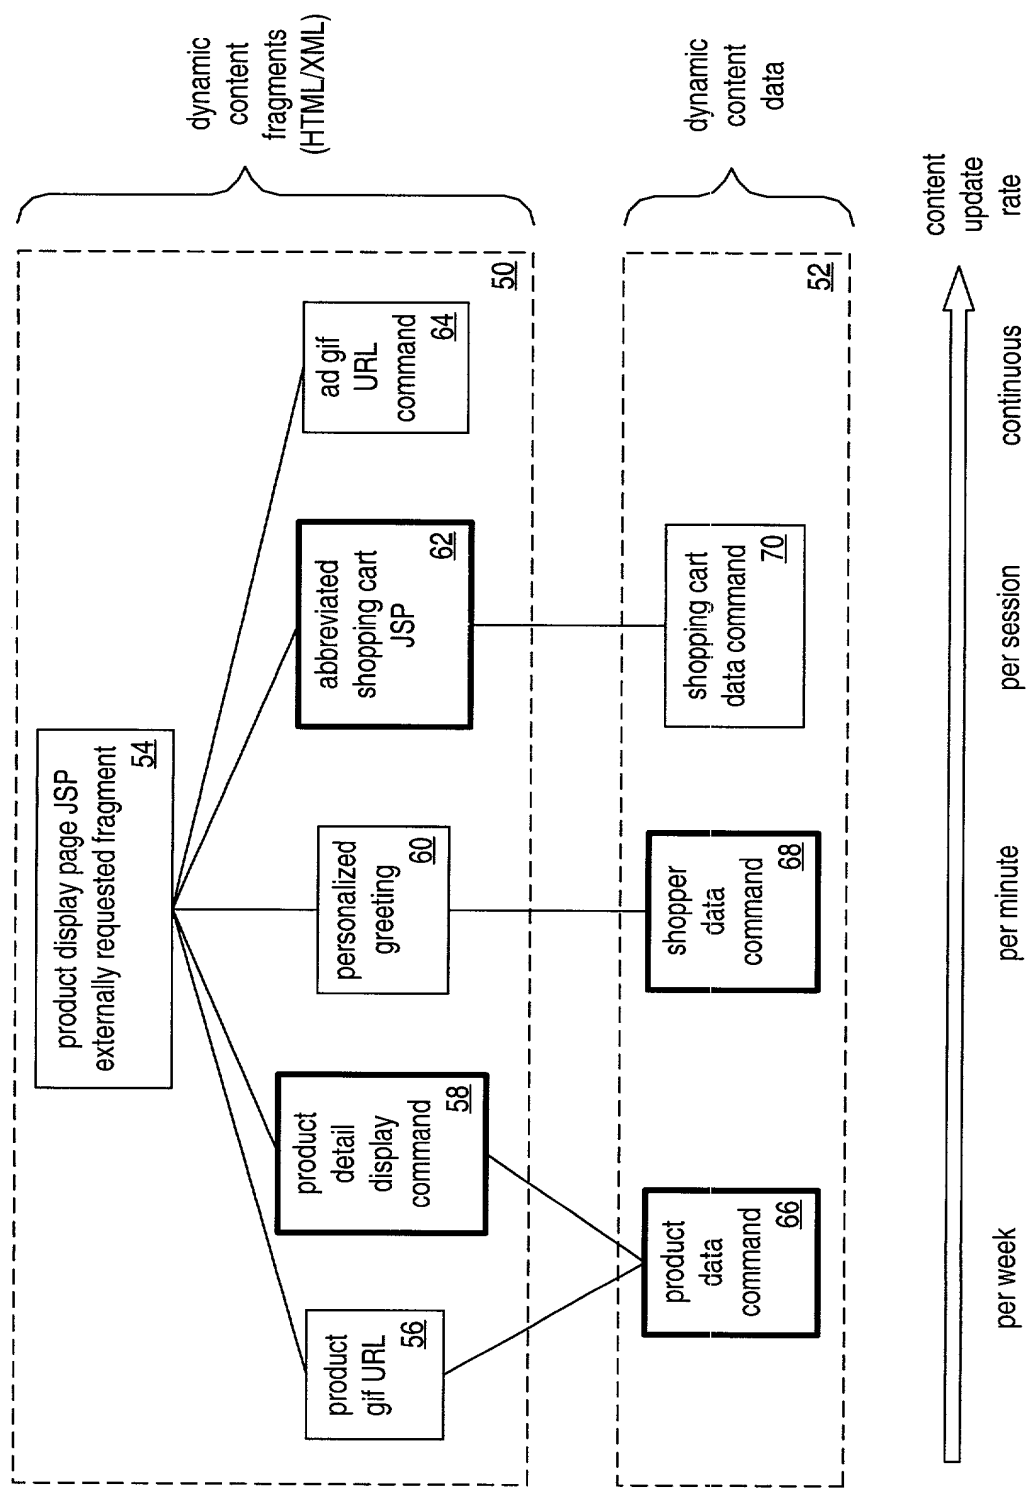 product display page JSP
externally requested fragment
54
product
gif URL
56
product
detail
display
command
58
personalized
greeting
60
abbreviated
shopping cart
JSP
62
ad gif
URL
command
64
50
dynamic
content
fragments
(HTML/XML)
product
data
command
66
shopper
data
command
68
shopping cart
data command
70
52
dynamic
content
data
per week
per minute
per session
continuous
content
update
rate